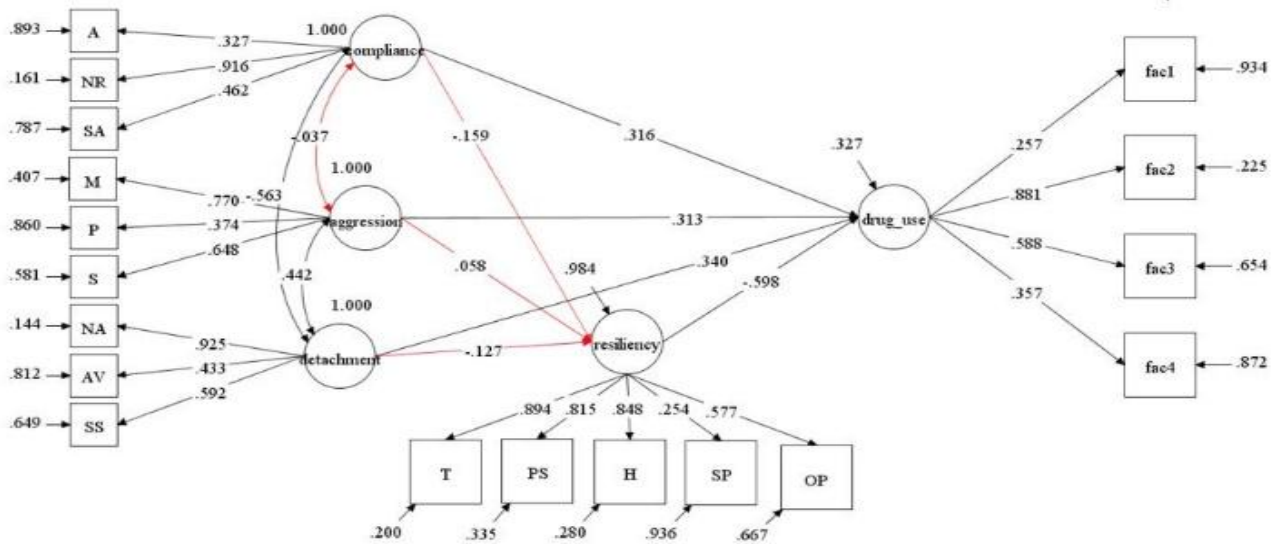 .893 A .327 1.000 compliance
.161 NR .916
.787 SA .462
.407 M .770 -.563
.860 P .374
.581 S .648
-.037
1.000
aggression
.442
1.000
.144 NA .925 detachment
.812 AV .433
.649 SS .592
-.159
.058
-.127
.984
resiliency
.316
.313
.340
-.598
.327
drug_use
.257 fac1 .934
.881 fac2 .225
.588 fac3 .654
.357 fac4 .872
.894 .815 .848 .254 .577
T PS H SP OP
.200 .335 .280 .936 .667